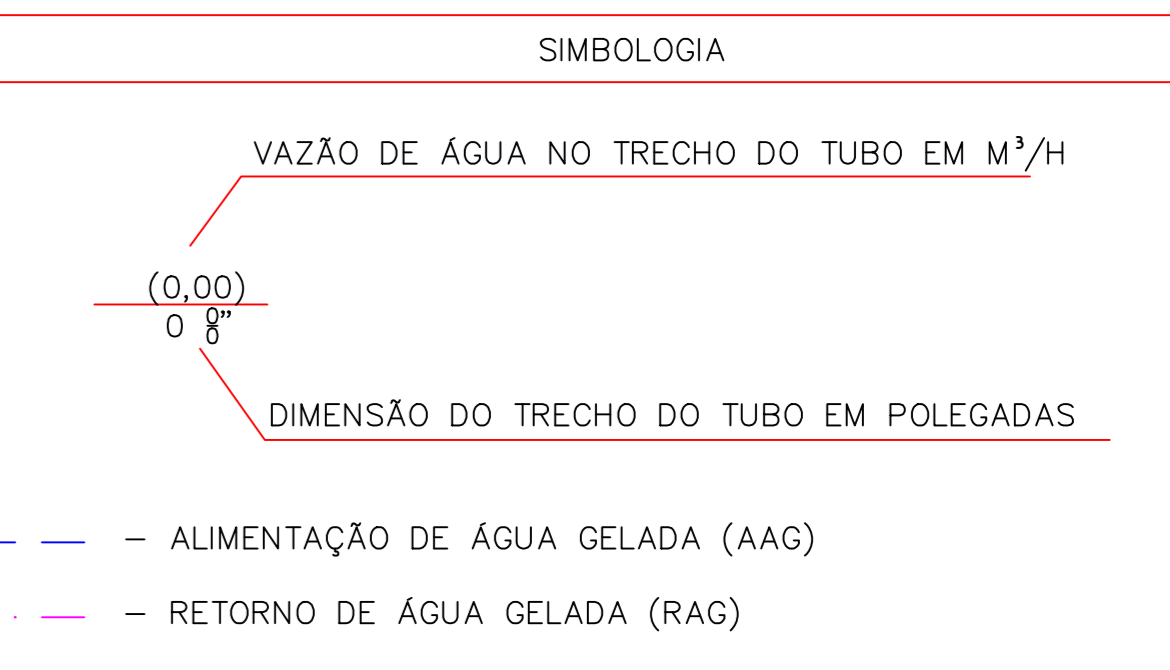 SIMBOLOGIA
VAZÃO DE ÁGUA NO TRECHO DO TUBO EM M³/H
(0,00)
0 0/0”
DIMENSÃO DO TRECHO DO TUBO EM POLEGADAS
– ALIMENTAÇÃO DE ÁGUA GELADA (AAG)
– RETORNO DE ÁGUA GELADA (RAG)